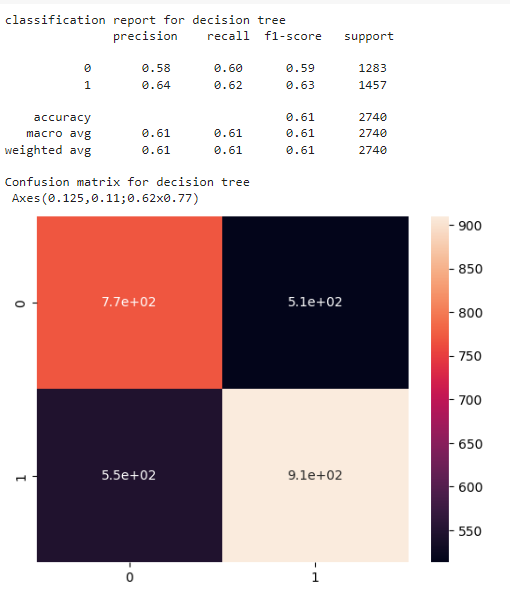 classification report for decision tree
precision recall f1-score support
0 0.58 0.60 0.59 1283
1 0.64 0.62 0.63 1457
accuracy 0.61 2740
macro avg 0.61 0.61 0.61 2740
weighted avg 0.61 0.61 0.61 2740
Confusion matrix for decision tree
Axes(0.125,0.11;0.62x0.77)
900
850
800
750
700
650
600
550
0 7.7e+02 5.1e+02
1 5.5e+02 9.1e+02
0 1